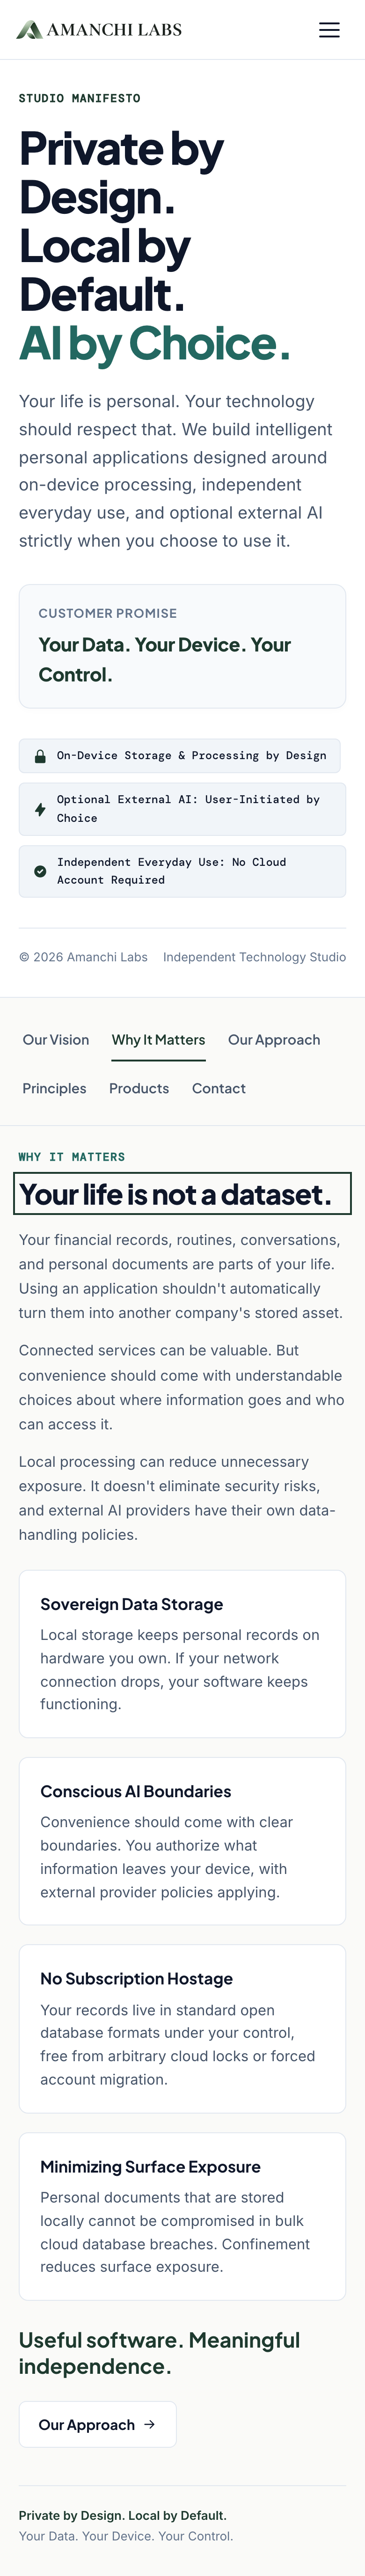 AMANCHI LABS
STUDIO MANIFESTO
Private by
Design.
Local by
Default.
AI by Choice.
Your life is personal. Your technology
should respect that. We build intelligent
personal applications designed around
on-device processing, independent
everyday use, and optional external AI
strictly when you choose to use it.
CUSTOMER PROMISE
Your Data. Your Device. Your
Control.
On-Device Storage & Processing by Design
Optional External AI: User-Initiated by
Choice
Independent Everyday Use: No Cloud
Account Required
© 2026 Amanchi Labs Independent Technology Studio
Our Vision Why It Matters Our Approach
Principles Products Contact
WHY IT MATTERS
Your life is not a dataset.
Your financial records, routines, conversations,
and personal documents are parts of your life.
Using an application shouldn't automatically
turn them into another company's stored asset.
Connected services can be valuable. But
convenience should come with understandable
choices about where information goes and who
can access it.
Local processing can reduce unnecessary
exposure. It doesn't eliminate security risks,
and external AI providers have their own data-
handling policies.
Sovereign Data Storage
Local storage keeps personal records on
hardware you own. If your network
connection drops, your software keeps
functioning.
Conscious AI Boundaries
Convenience should come with clear
boundaries. You authorize what
information leaves your device, with
external provider policies applying.
No Subscription Hostage
Your records live in standard open
database formats under your control,
free from arbitrary cloud locks or forced
account migration.
Minimizing Surface Exposure
Personal documents that are stored
locally cannot be compromised in bulk
cloud database breaches. Confinement
reduces surface exposure.
Useful software. Meaningful
independence.
Our Approach →
Private by Design. Local by Default.
Your Data. Your Device. Your Control.